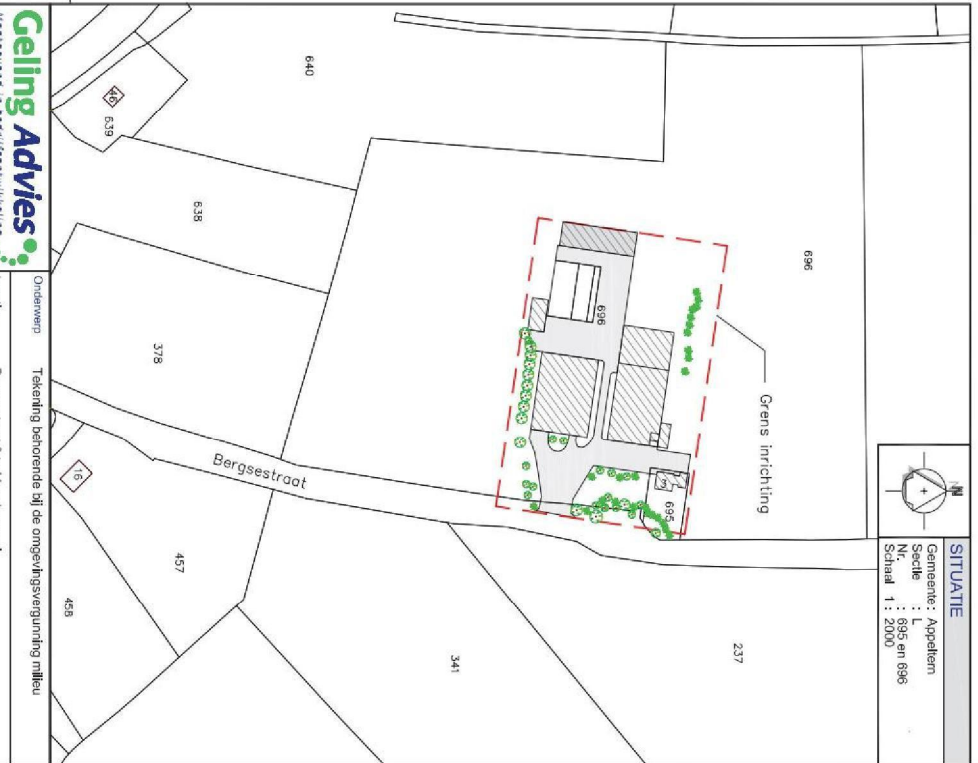 SITUATIE
Gemeente : Appeltern
Sectie : L
Nr. : 695 en 696
Schaal 1 : 2000
N
696
Grens inrichting
696
3
695
640
46
639
638
378
Bergsestraat
16
457
458
341
237
Geling Advies
Onderwerp
Tekening behorende bij de omgevingsvergunning milieu